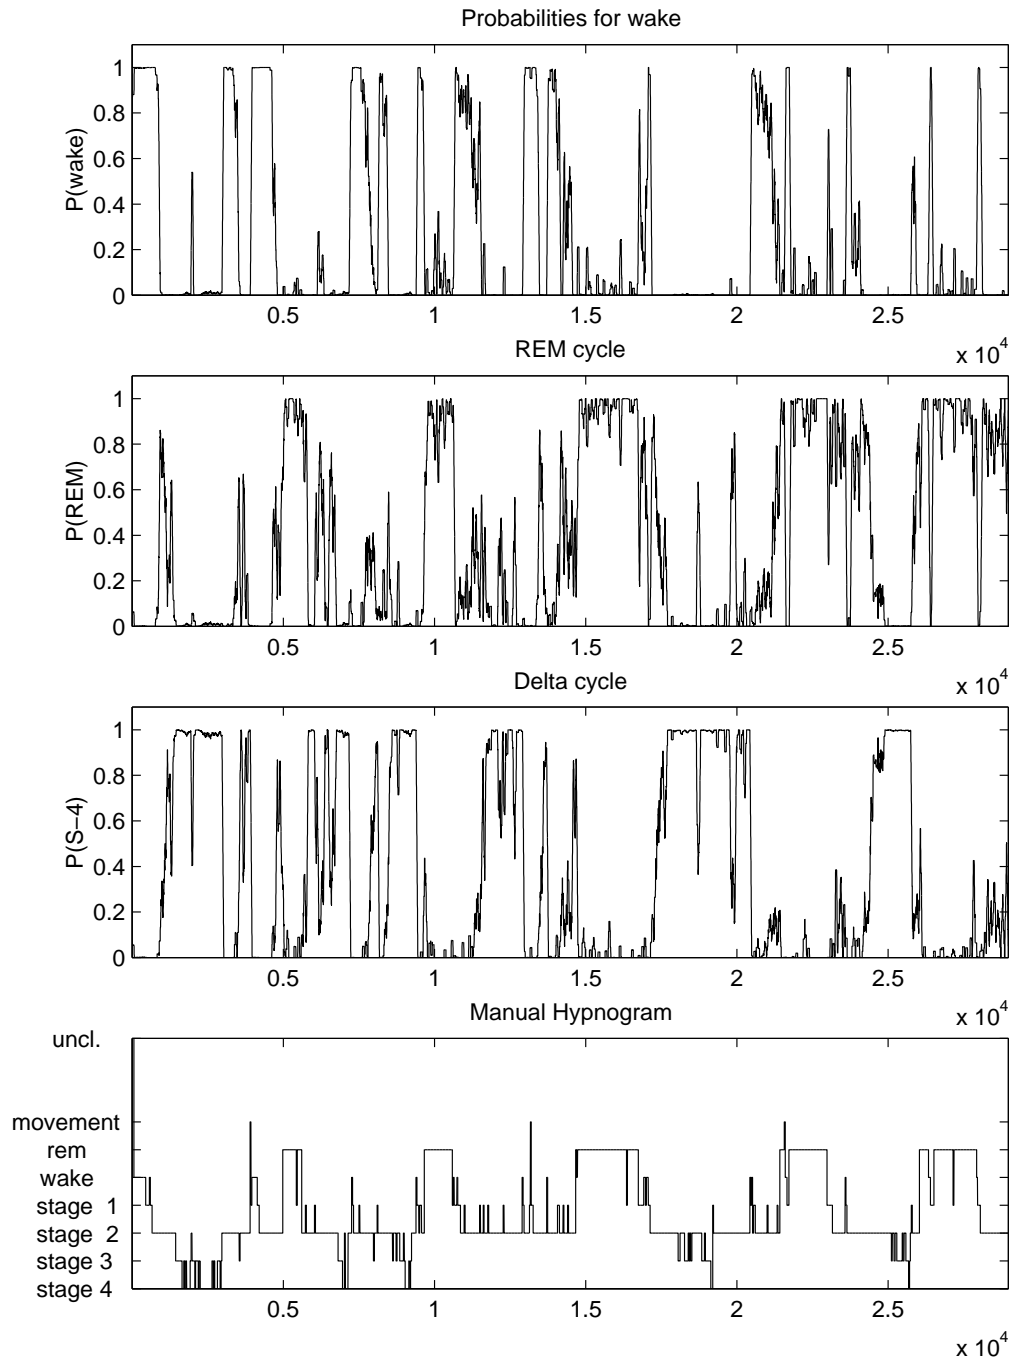 Probabilities for wake
P(wake)
1
0.8
0.6
0.4
0.2
0
0.5 1 1.5 2 2.5
x 10^4
REM cycle
P(REM)
1
0.8
0.6
0.4
0.2
0
0.5 1 1.5 2 2.5
x 10^4
Delta cycle
P(S−4)
1
0.8
0.6
0.4
0.2
0
0.5 1 1.5 2 2.5
x 10^4
Manual Hypnogram
uncl.
movement
rem
wake
stage 1
stage 2
stage 3
stage 4
0.5 1 1.5 2 2.5
x 10^4